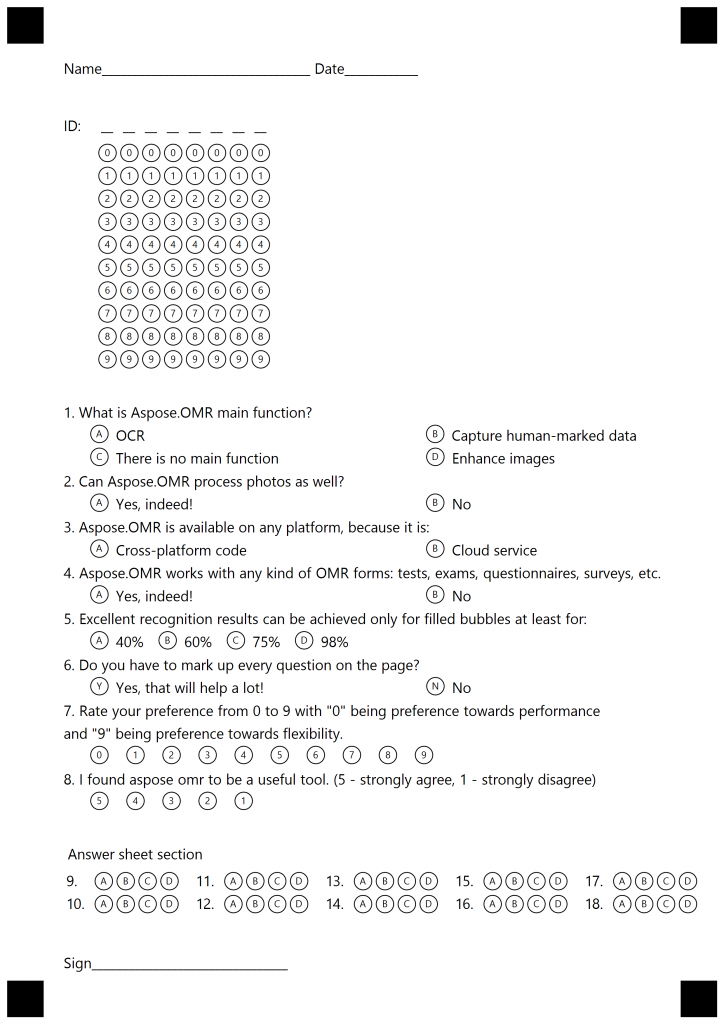 Name__________________________ Date_________
ID: _ _ _ _ _ _ _ _
0 0 0 0 0 0 0 0
1 1 1 1 1 1 1 1
2 2 2 2 2 2 2 2
3 3 3 3 3 3 3 3
4 4 4 4 4 4 4 4
5 5 5 5 5 5 5 5
6 6 6 6 6 6 6 6
7 7 7 7 7 7 7 7
8 8 8 8 8 8 8 8
9 9 9 9 9 9 9 9
1. What is Aspose.OMR main function?
A OCR B Capture human-marked data
C There is no main function D Enhance images
2. Can Aspose.OMR process photos as well?
A Yes, indeed! B No
3. Aspose.OMR is available on any platform, because it is:
A Cross-platform code B Cloud service
4. Aspose.OMR works with any kind of OMR forms: tests, exams, questionnaires, surveys, etc.
A Yes, indeed! B No
5. Excellent recognition results can be achieved only for filled bubbles at least for:
A 40% B 60% C 75% D 98%
6. Do you have to mark up every question on the page?
Y Yes, that will help a lot! N No
7. Rate your preference from 0 to 9 with "0" being preference towards performance
and "9" being preference towards flexibility.
0 1 2 3 4 5 6 7 8 9
8. I found aspose omr to be a useful tool. (5 - strongly agree, 1 - strongly disagree)
5 4 3 2 1
Answer sheet section
9. A B C D 11. A B C D 13. A B C D 15. A B C D 17. A B C D
10. A B C D 12. A B C D 14. A B C D 16. A B C D 18. A B C D
Sign________________________